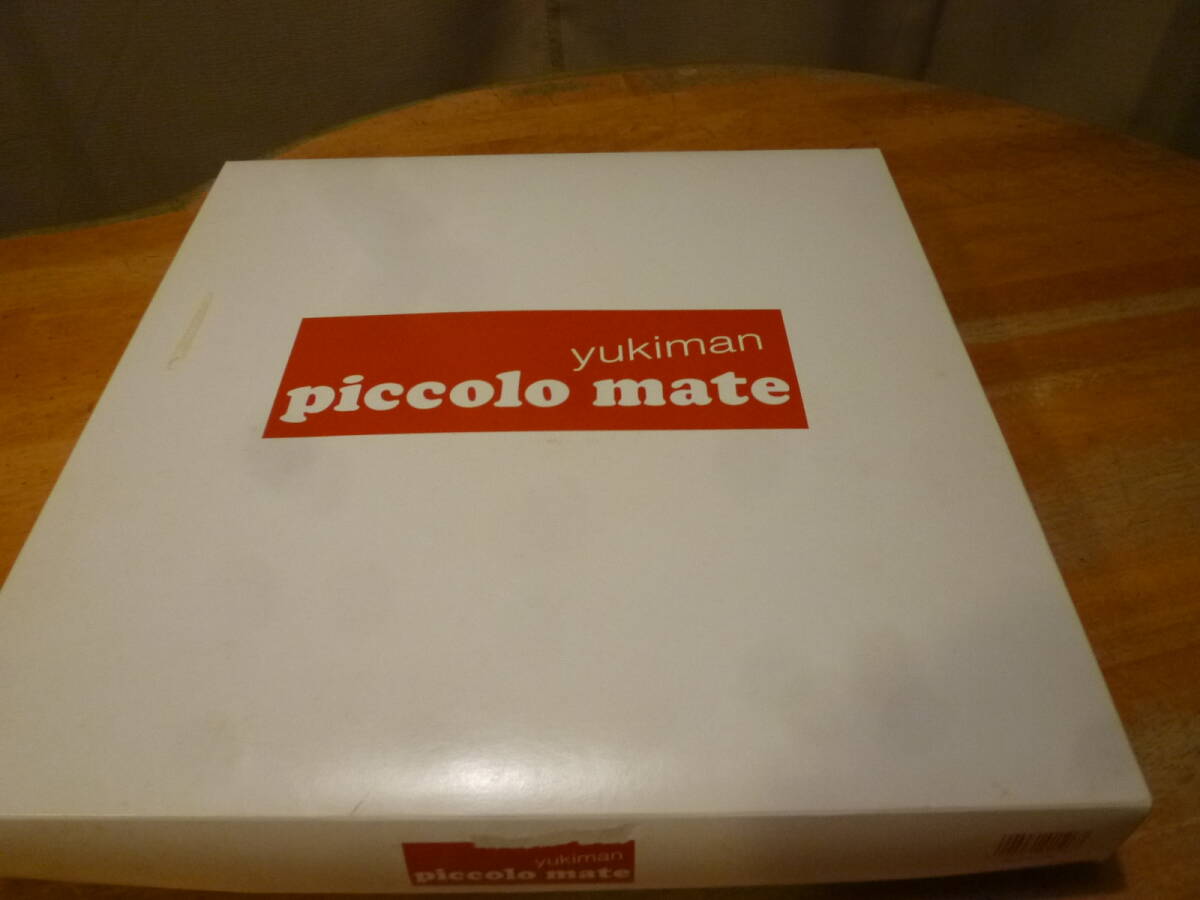 yukiman
piccolo mate
yukiman
piccolo mate